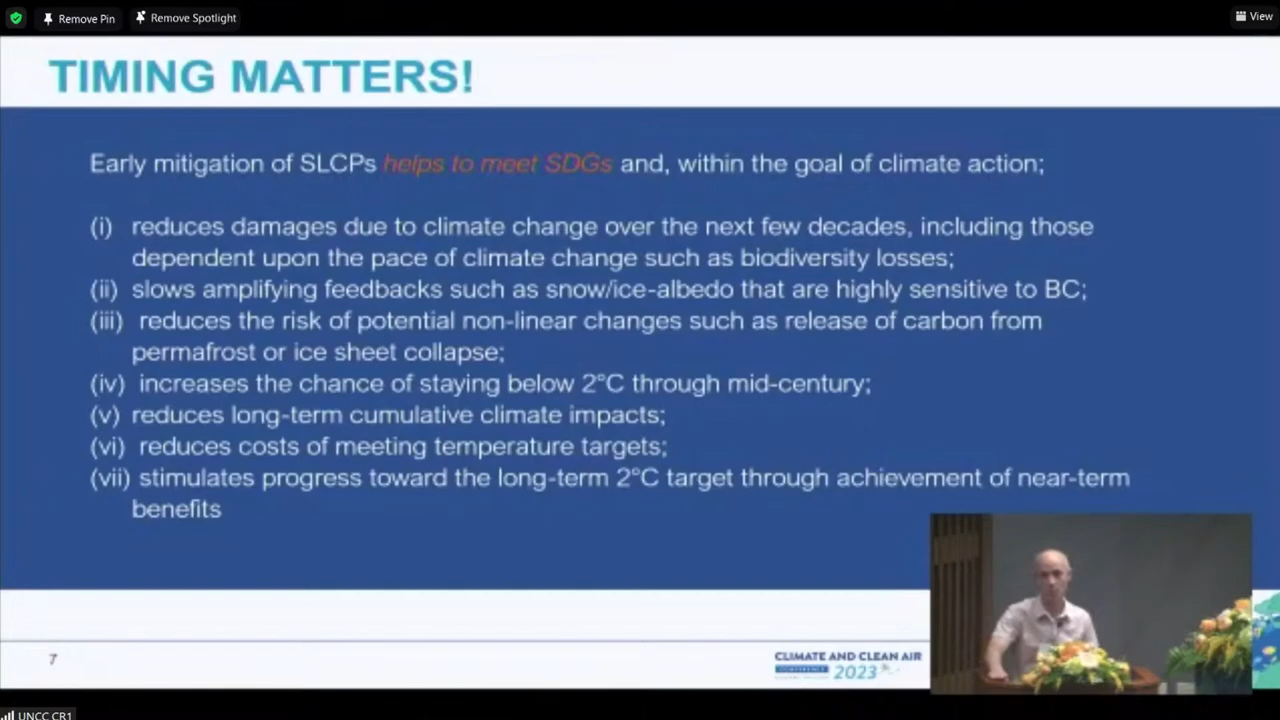 Remove Pin
Remove Spotlight
View
TIMING MATTERS!
Early mitigation of SLCPs helps to meet SDGs and, within the goal of climate action;
(i) reduces damages due to climate change over the next few decades, including those
dependent upon the pace of climate change such as biodiversity losses;
(ii) slows amplifying feedbacks such as snow/ice-albedo that are highly sensitive to BC;
(iii) reduces the risk of potential non-linear changes such as release of carbon from
permafrost or ice sheet collapse;
(iv) increases the chance of staying below 2°C through mid-century;
(v) reduces long-term cumulative climate impacts;
(vi) reduces costs of meeting temperature targets;
(vii) stimulates progress toward the long-term 2°C target through achievement of near-term
benefits
7
CLIMATE AND CLEAN AIR
CONFERENCE
2023
UNCC CR1